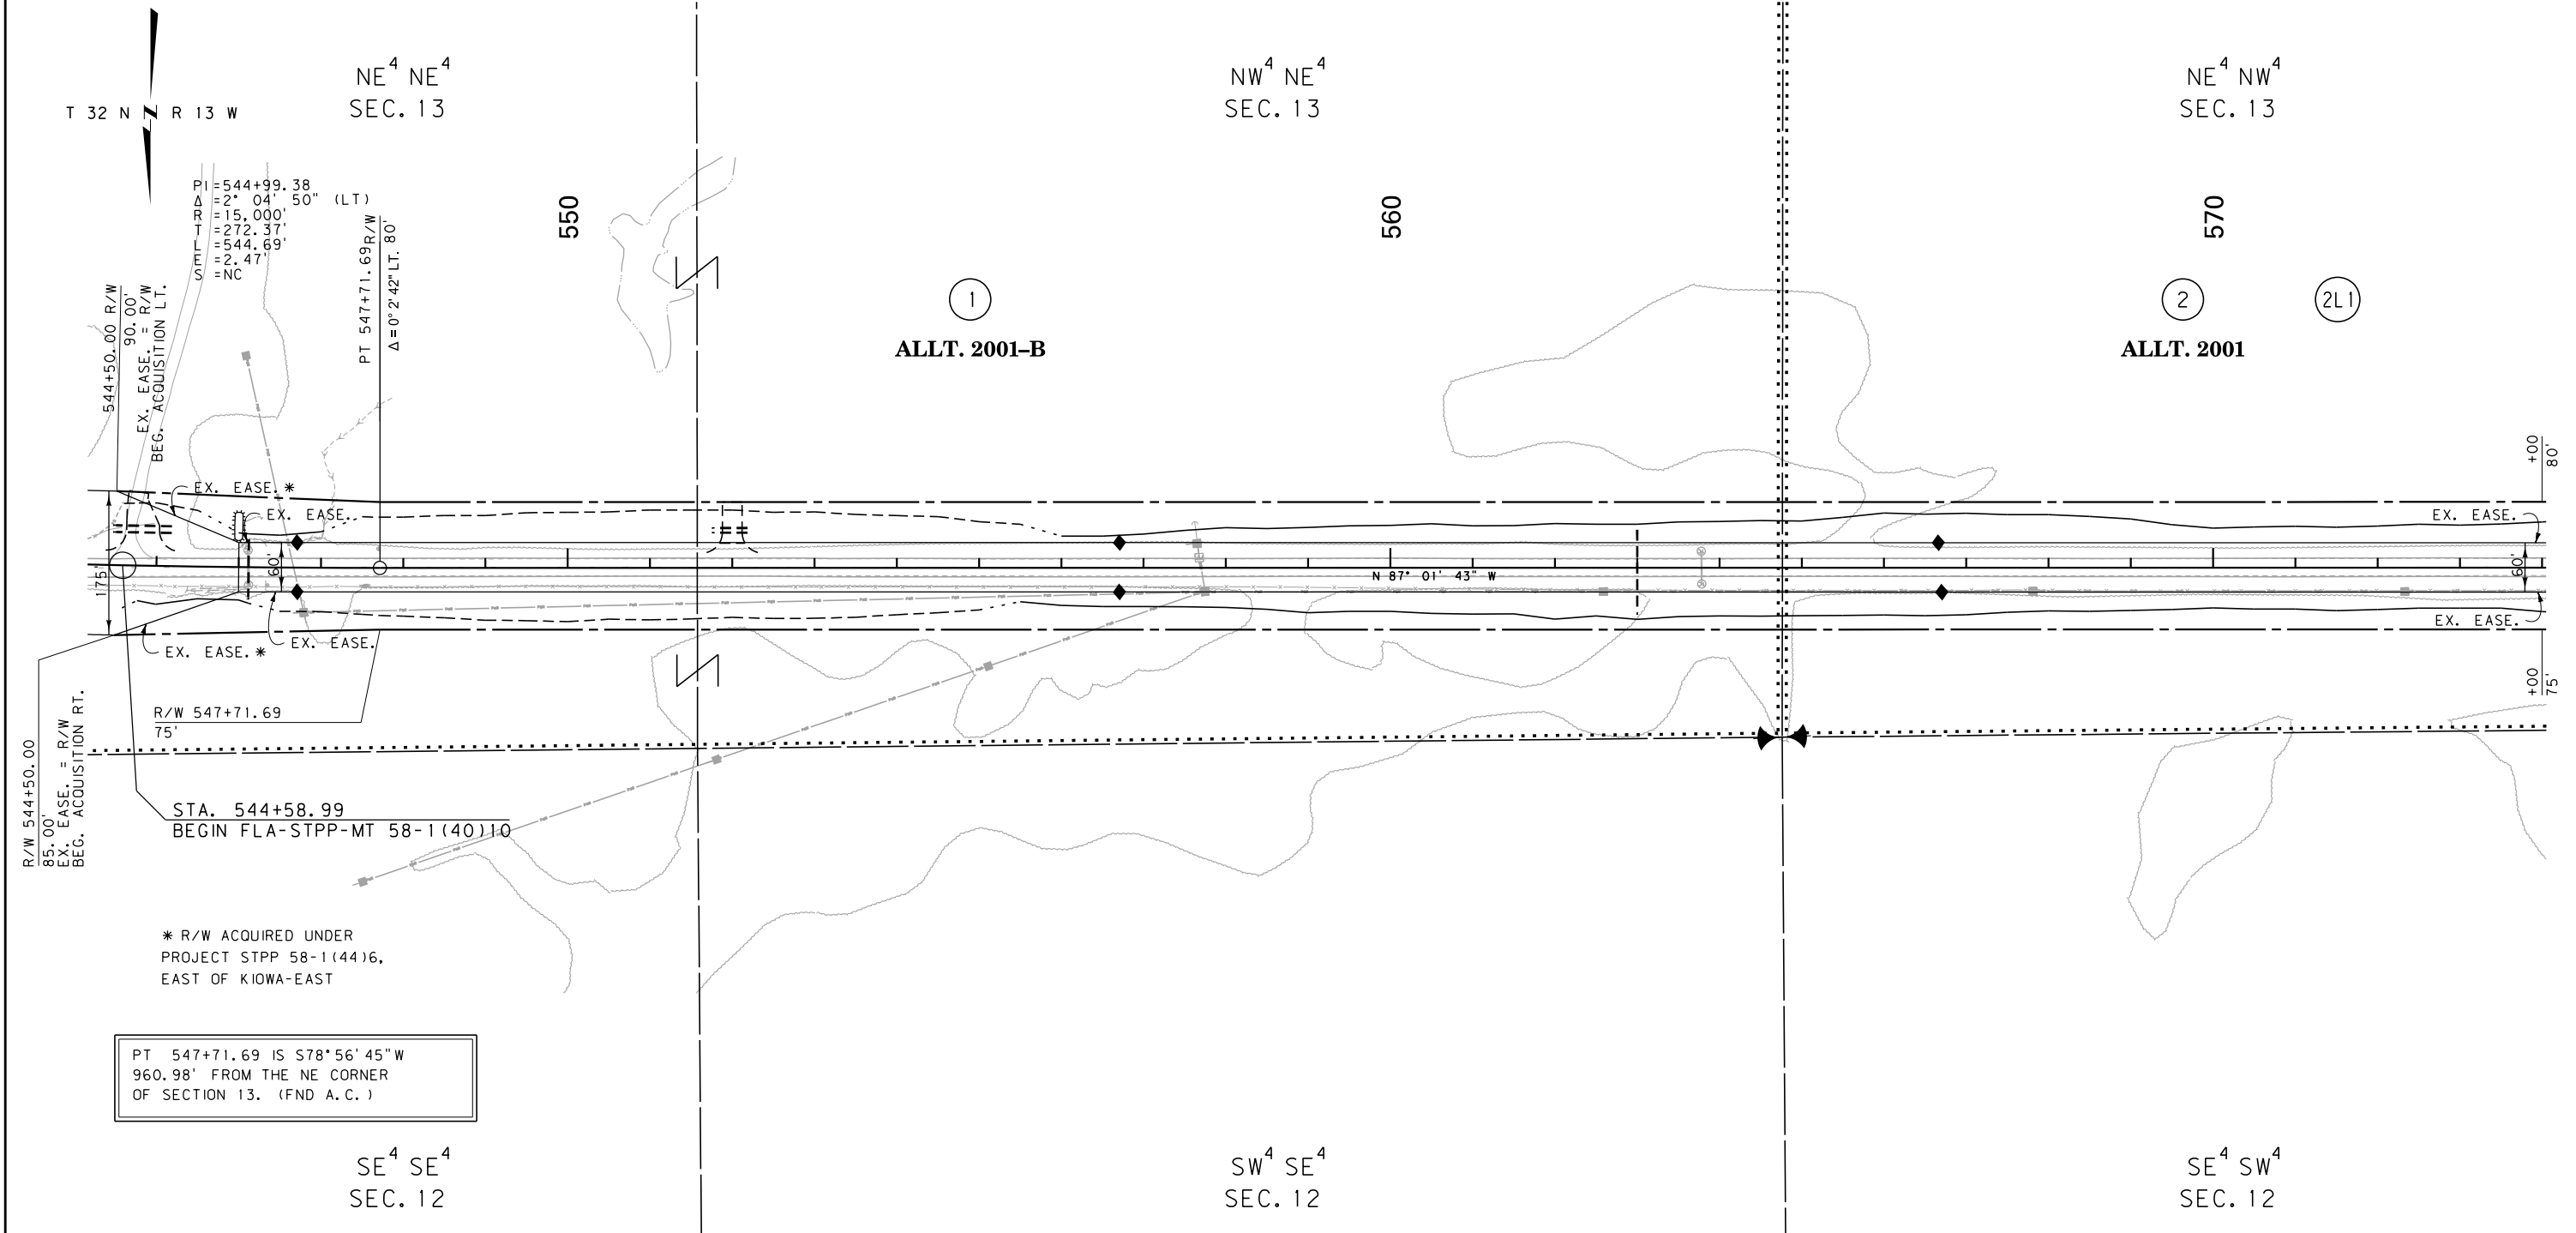 NE⁴ NE⁴
SEC. 13
NW⁴ NE⁴
SEC. 13
NE⁴ NW⁴
SEC. 13
T 32 N N R 13 W
PI =544+99.38
Δ =2° 04' 50" (LT)
R =15,000'
T =272.37'
L =544.69'
E =2.47'
S =NC
PT 547+71.69 R/W
Δ=0°2'42" LT. 80'
550
560
570
1
ALLT. 2001–B
2
2L1
ALLT. 2001
544+50.00 R/W
90.00'
EX. EASE. = R/W
BEG. ACQUISITION LT.
+00
80'
EX. EASE.*
EX. EASE.
EX. EASE.
175'
60'
N 87° 01' 43" W
60'
EX. EASE.*
EX. EASE.
EX. EASE.
R/W 547+71.69
75'
+00
75'
R/W 544+50.00
85.00'
EX. EASE. = R/W
BEG. ACQUISITION RT.
STA. 544+58.99
BEGIN FLA-STPP-MT 58-1(40)10
* R/W ACQUIRED UNDER
PROJECT STPP 58-1(44)6,
EAST OF KIOWA-EAST
PT 547+71.69 IS S78°56'45"W
960.98' FROM THE NE CORNER
OF SECTION 13. (FND A.C.)
SE⁴ SE⁴
SEC. 12
SW⁴ SE⁴
SEC. 12
SE⁴ SW⁴
SEC. 12